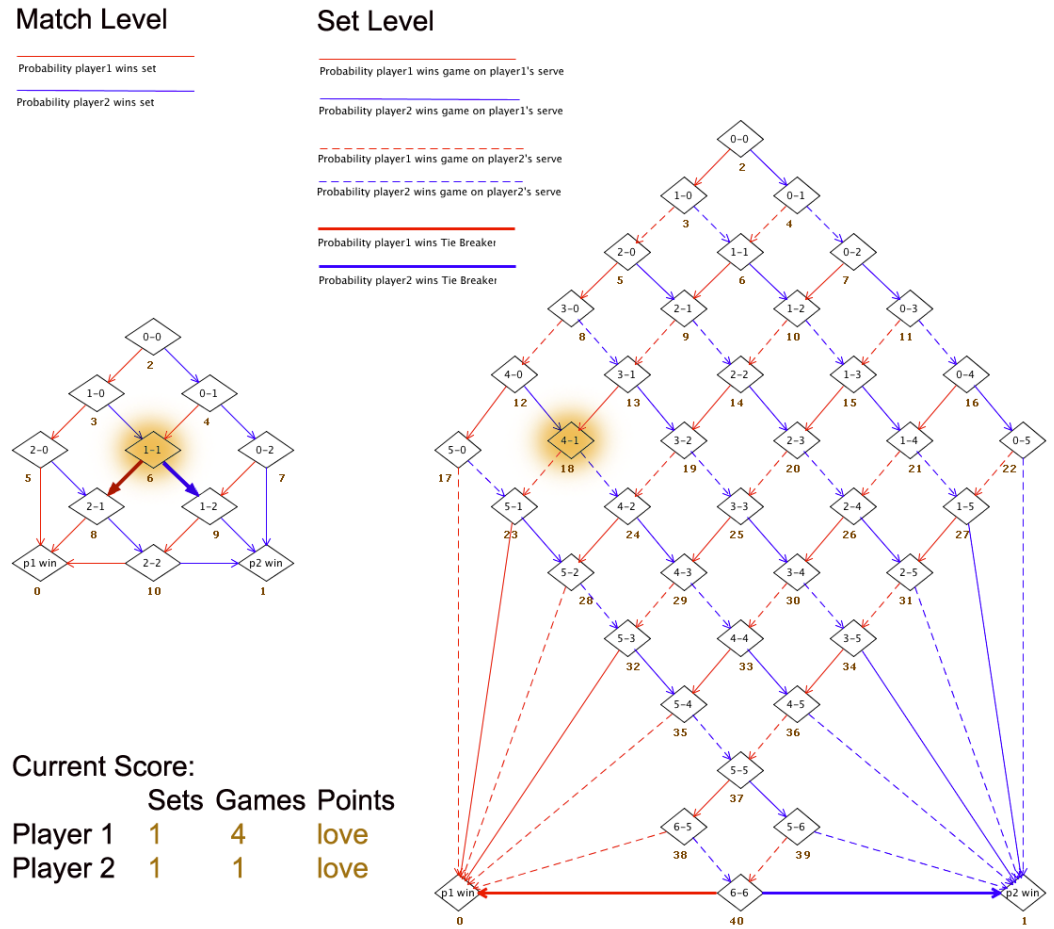 Match Level
Set Level
Probability player1 wins set
Probability player2 wins set
Probability player1 wins game on player1's serve
Probability player2 wins game on player1's serve
Probability player1 wins game on player2's serve
Probability player2 wins game on player2's serve
Probability player1 wins Tie Breaker
Probability player2 wins Tie Breaker
0-0
2
1-0 0-1
3 4
2-0 1-1 0-2
5 6 7
2-1 1-2
8 9
p1 win 2-2 p2 win
0 10 1
0-0
2
1-0 0-1
3 4
2-0 1-1 0-2
5 6 7
3-0 2-1 1-2 0-3
8 9 10 11
4-0 3-1 2-2 1-3 0-4
12 13 14 15 16
5-0 4-1 3-2 2-3 1-4 0-5
17 18 19 20 21 22
5-1 4-2 3-3 2-4 1-5
23 24 25 26 27
5-2 4-3 3-4 2-5
28 29 30 31
5-3 4-4 3-5
32 33 34
5-4 4-5
35 36
5-5
37
6-5 5-6
38 39
p1 win 6-6 p2 win
0 40 1
Current Score:
Sets Games Points
Player 1 1 4 love
Player 2 1 1 love